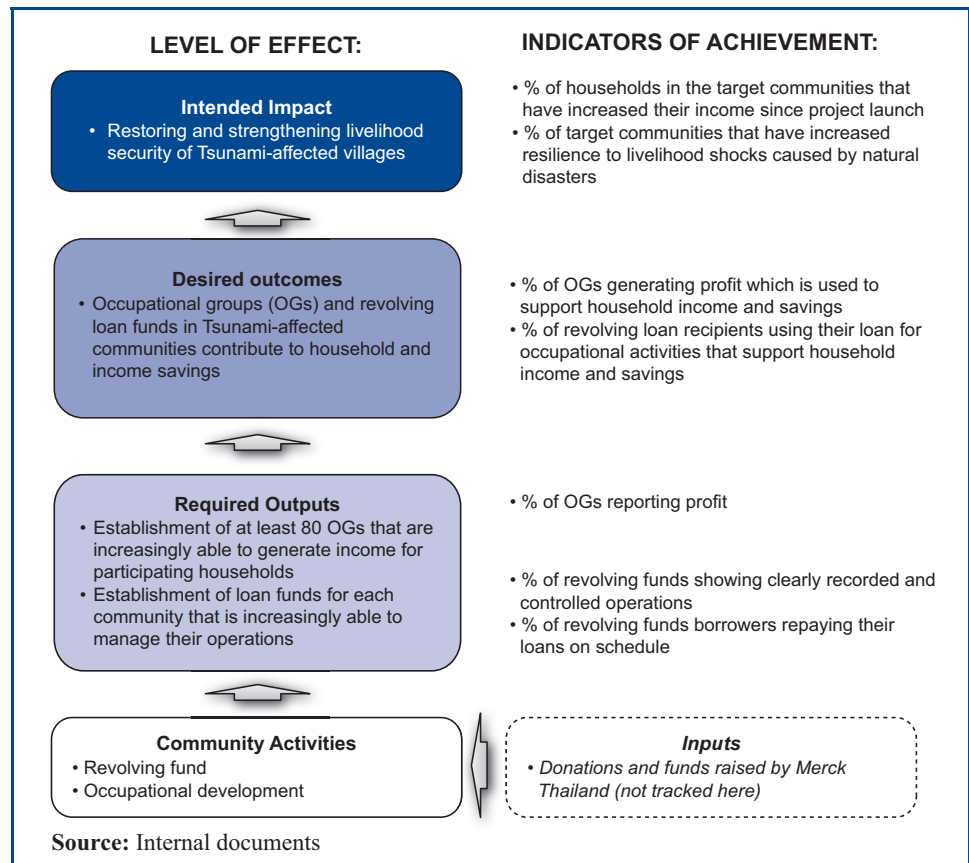 LEVEL OF EFFECT:
INDICATORS OF ACHIEVEMENT:
Intended Impact
• Restoring and strengthening livelihood
security of Tsunami-affected villages
• % of households in the target communities that
have increased their income since project launch
• % of target communities that have increased
resilience to livelihood shocks caused by natural
disasters
Desired outcomes
• Occupational groups (OGs) and revolving
loan funds in Tsunami-affected
communities contribute to household and
income savings
• % of OGs generating profit which is used to
support household income and savings
• % of revolving loan recipients using their loan for
occupational activities that support household
income and savings
Required Outputs
• Establishment of at least 80 OGs that are
increasingly able to generate income for
participating households
• Establishment of loan funds for each
community that is increasingly able to
manage their operations
• % of OGs reporting profit
• % of revolving funds showing clearly recorded and
controlled operations
• % of revolving funds borrowers repaying their
loans on schedule
Community Activities
• Revolving fund
• Occupational development
Inputs
• Donations and funds raised by Merck
Thailand (not tracked here)
Source: Internal documents